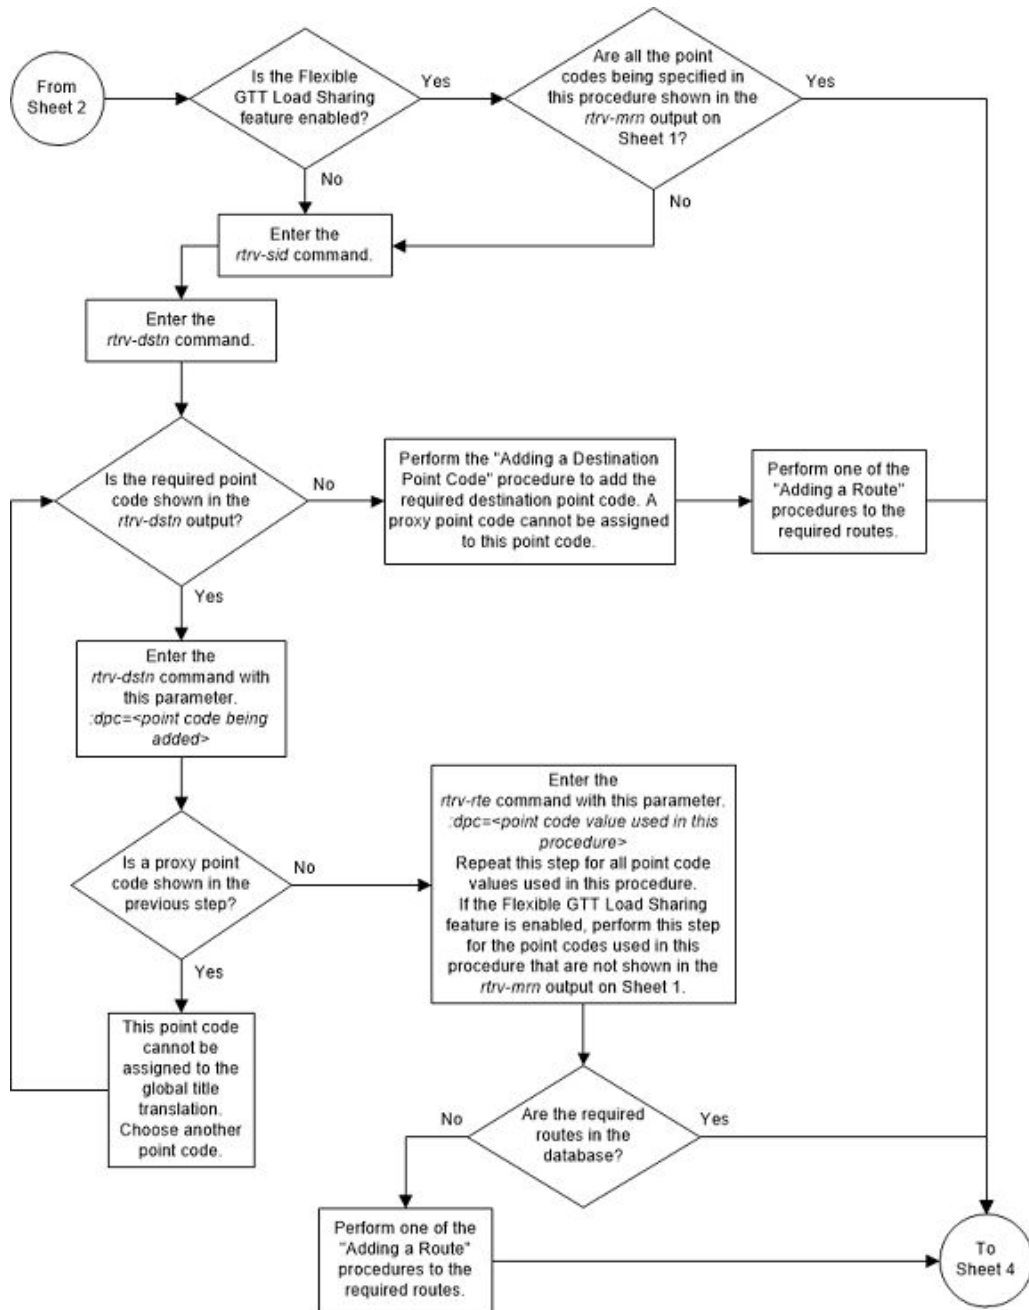 From
Sheet 2
Is the Flexible
GTT Load Sharing
feature enabled?
Yes
Are all the point
codes being specified in
this procedure shown in the
rtrv-mrn output on
Sheet 1?
Yes
No
No
Enter the
rtrv-sid command.
Enter the
rtrv-dstn command.
Is the required point
code shown in the
rtrv-dstn output?
No
Perform the "Adding a Destination
Point Code" procedure to add the
required destination point code. A
proxy point code cannot be assigned
to this point code.
Perform one of the
"Adding a Route"
procedures to the
required routes.
Yes
Enter the
rtrv-dstn command with
this parameter.
:dpc=<point code being
added>
Is a proxy point
code shown in the
previous step?
No
Enter the
rtrv-rte command with this parameter.
:dpc=<point code value used in this
procedure>
Repeat this step for all point code
values used in this procedure.
If the Flexible GTT Load Sharing
feature is enabled, perform this step
for the point codes used in this
procedure that are not shown in the
rtrv-mrn output on Sheet 1.
Yes
This point code
cannot be
assigned to the
global title
translation.
Choose another
point code.
Are the required
routes in the
database?
No
Yes
Perform one of the
"Adding a Route"
procedures to the
required routes.
To
Sheet 4